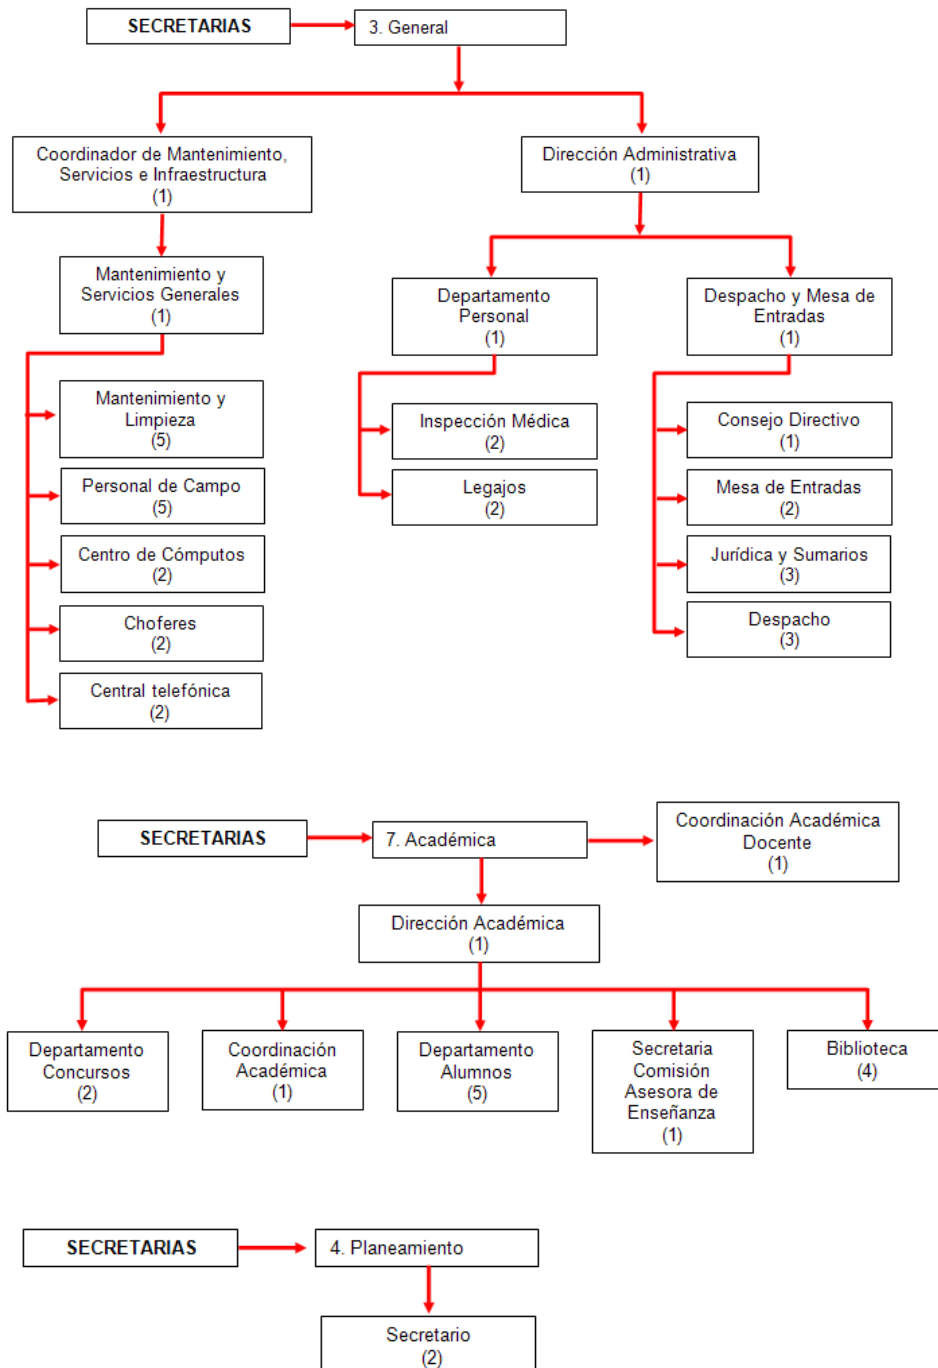 SECRETARIAS
3. General
Coordinador de Mantenimiento,
Servicios e Infraestructura
(1)
Dirección Administrativa
(1)
Mantenimiento y
Servicios Generales
(1)
Departamento
Personal
(1)
Despacho y Mesa de
Entradas
(1)
Mantenimiento y
Limpieza
(5)
Personal de Campo
(5)
Centro de Cómputos
(2)
Choferes
(2)
Central telefónica
(2)
Inspección Médica
(2)
Legajos
(2)
Consejo Directivo
(1)
Mesa de Entradas
(2)
Jurídica y Sumarios
(3)
Despacho
(3)
SECRETARIAS
7. Académica
Coordinación Académica
Docente
(1)
Dirección Académica
(1)
Departamento
Concursos
(2)
Coordinación
Académica
(1)
Departamento
Alumnos
(5)
Secretaria
Comisión
Asesora de
Enseñanza
(1)
Biblioteca
(4)
SECRETARIAS
4. Planeamiento
Secretario
(2)